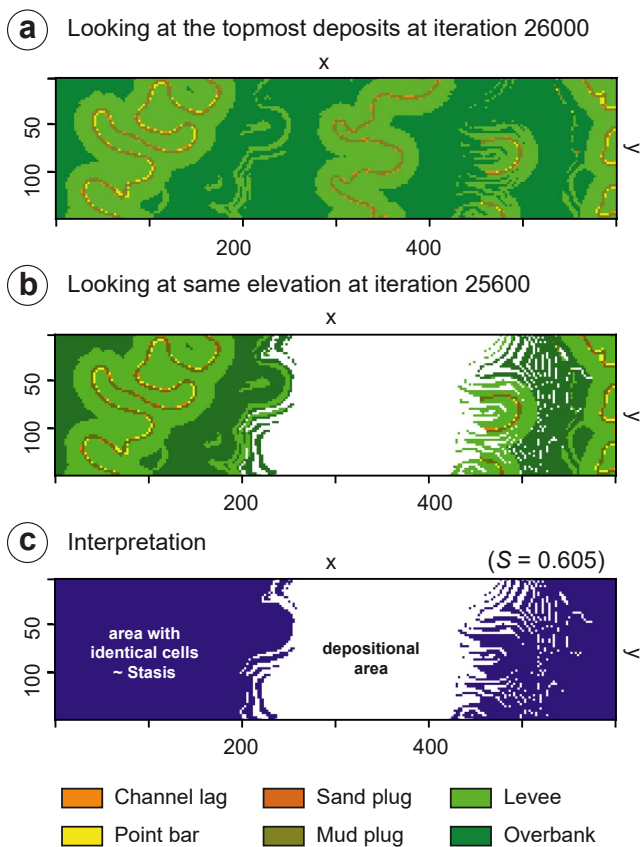 a Looking at the topmost deposits at iteration 26000
x
50
100
y
200 400
b Looking at same elevation at iteration 25600
x
50
100
y
200 400
c Interpretation
x (S = 0.605)
50
100
y
area with
identical cells
~ Stasis
depositional
area
200 400
Channel lag Sand plug Levee
Point bar Mud plug Overbank